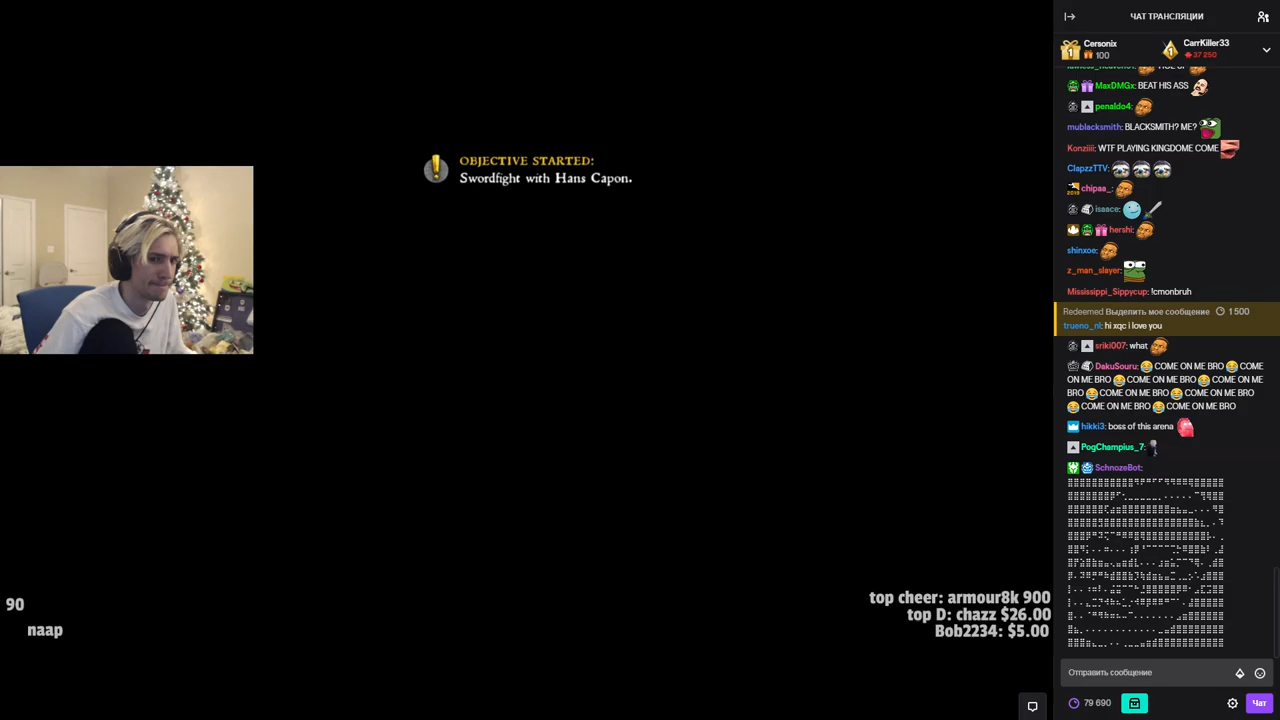 OBJECTIVE STARTED:
Swordfight with Hans Capon.
90
naap
top cheer: armour8k 900
top D: chazz $26.00
Bob2234: $5.00
ЧАТ ТРАНСЛЯЦИИ
Cersonix
100
CarrKiller33
37 250
MaxDMGx: BEAT HIS ASS
penaldo4:
mublacksmith: BLACKSMITH? ME?
Konziii: WTF PLAYING KINGDOME COME
ClapzzTTV
chipaa_:
isaace:
hershi:
shinxoe:
z_man_slayer:
Mississippi_Sippycup: !cmonbruh
Redeemed Выделить мое сообщение 1 500
trueno_nl: hi xqc i love you
sriki007: what
DakuSouru: COME ON ME BRO COME
ON ME BRO COME ON ME BRO COME ON ME
BRO COME ON ME BRO COME ON ME BRO
COME ON ME BRO COME ON ME BRO
hikki3: boss of this arena
PogChampius_7:
SchnozeBot:
Отправить сообщение
79 690
Чат